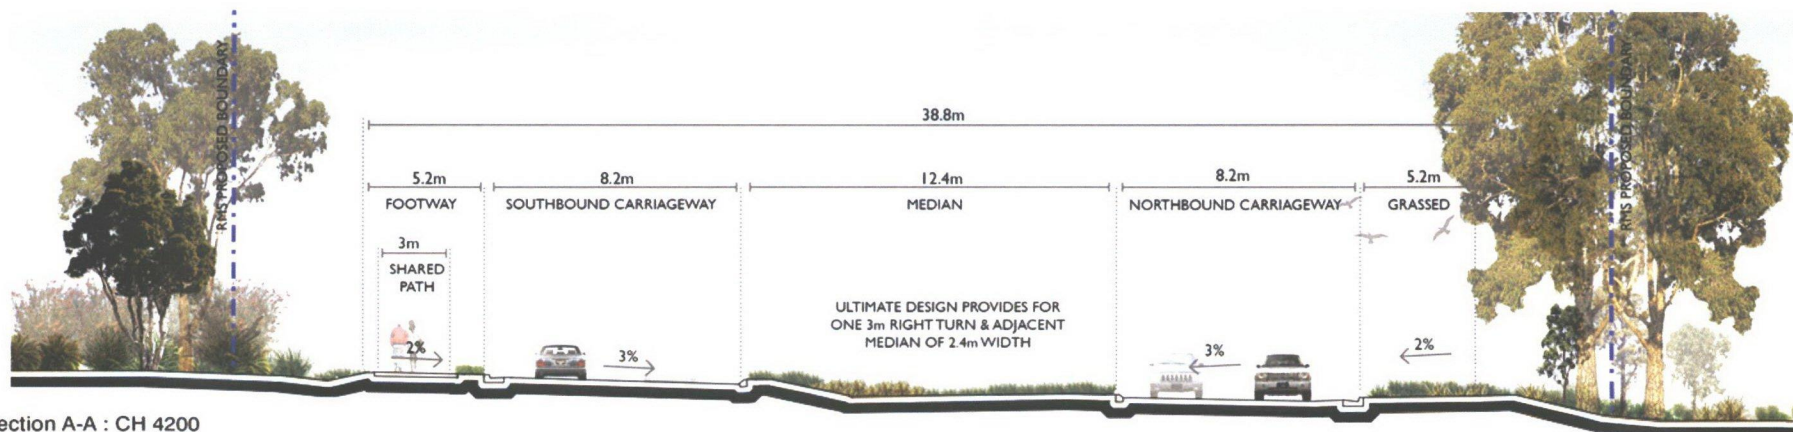 RMS PROPOSED BOUNDARY
RMS PROPOSED BOUNDARY
38.8m
5.2m
8.2m
12.4m
8.2m
5.2m
FOOTWAY
SOUTHBOUND CARRIAGEWAY
MEDIAN
NORTHBOUND CARRIAGEWAY
GRASSED
3m
SHARED
PATH
ULTIMATE DESIGN PROVIDES FOR
ONE 3m RIGHT TURN & ADJACENT
MEDIAN OF 2.4m WIDTH
2%
3%
3%
2%
ection A-A : CH 4200